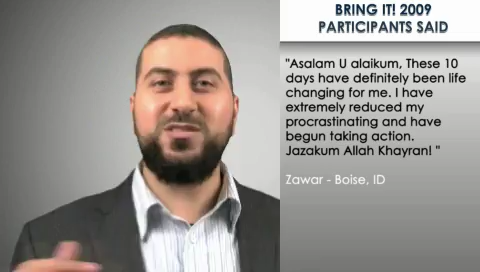 BRING IT! 2009
PARTICIPANTS SAID
"Asalam U alaikum, These 10
days have definitely been life
changing for me. I have
extremely reduced my
procrastinating and have
begun taking action.
Jazakum Allah Khayran! "
Zawar - Boise, ID